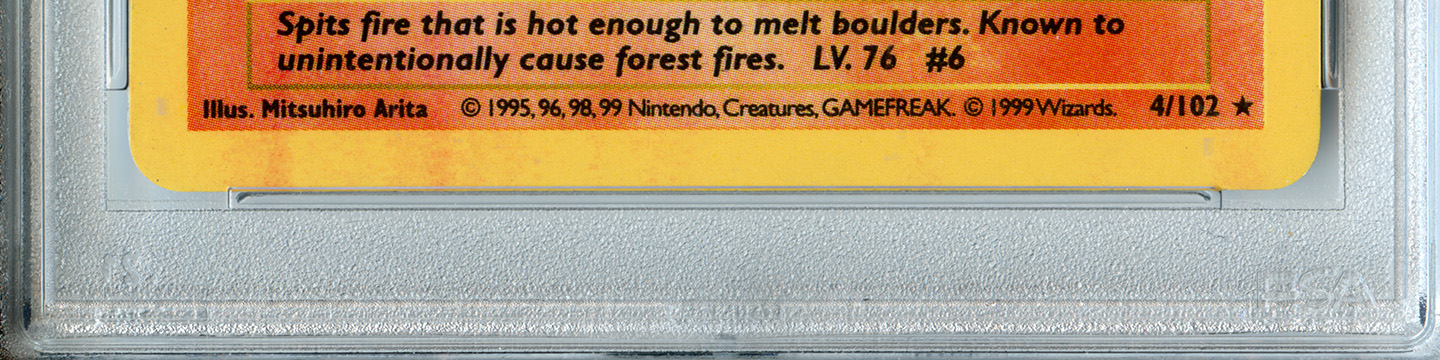 Spits fire that is hot enough to melt boulders. Known to
unintentionally cause forest fires. LV. 76 #6
Illus. Mitsuhiro Arita © 1995, 96, 98, 99 Nintendo, Creatures, GAMEFREAK. © 1999 Wizards. 4/102 ★
PSA